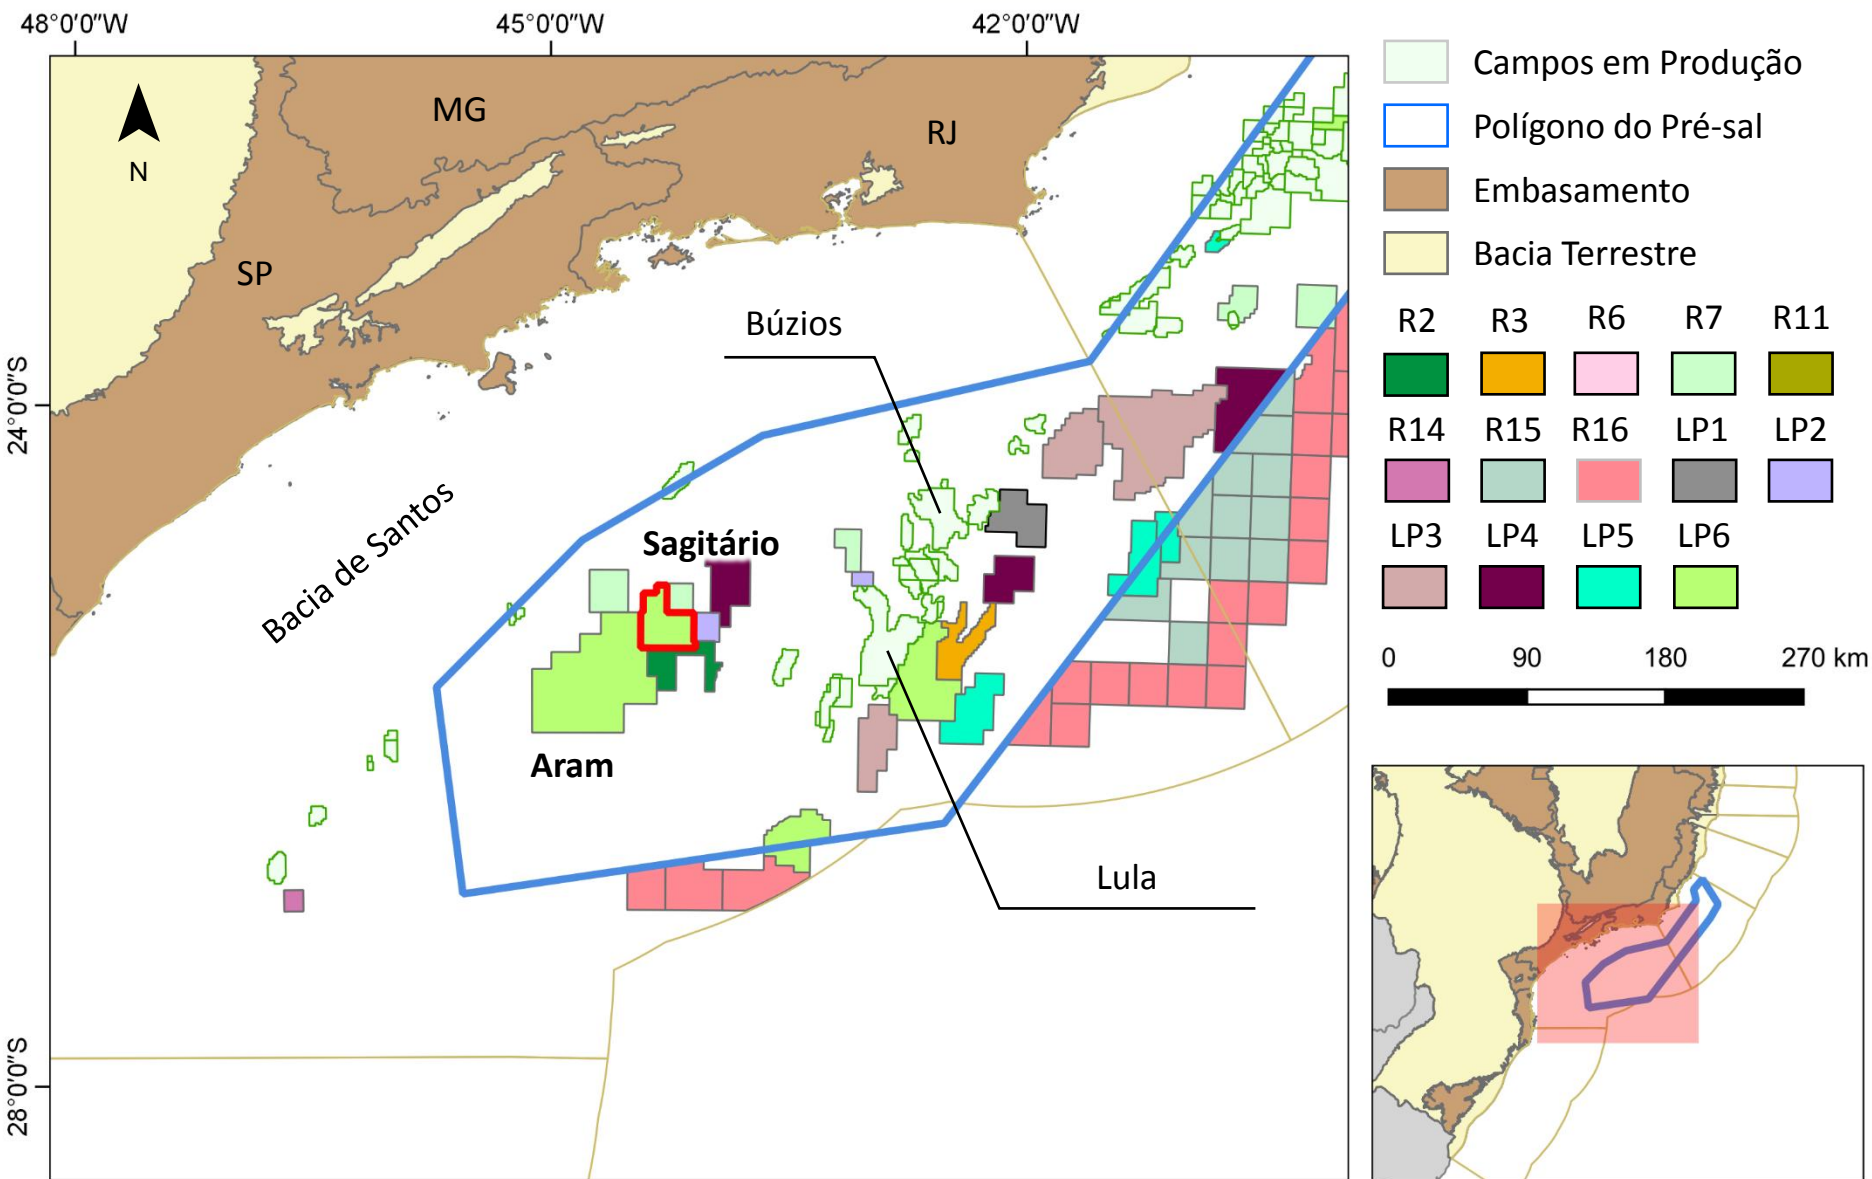 48°0'0"W
45°0'0"W
42°0'0"W
24°0'0"S
28°0'0"S
N
MG
RJ
SP
Búzios
Bacia de Santos
Sagitário
Aram
Lula
Campos em Produção
Polígono do Pré-sal
Embasamento
Bacia Terrestre
R2 R3 R6 R7 R11
R14 R15 R16 LP1 LP2
LP3 LP4 LP5 LP6
0 90 180 270 km